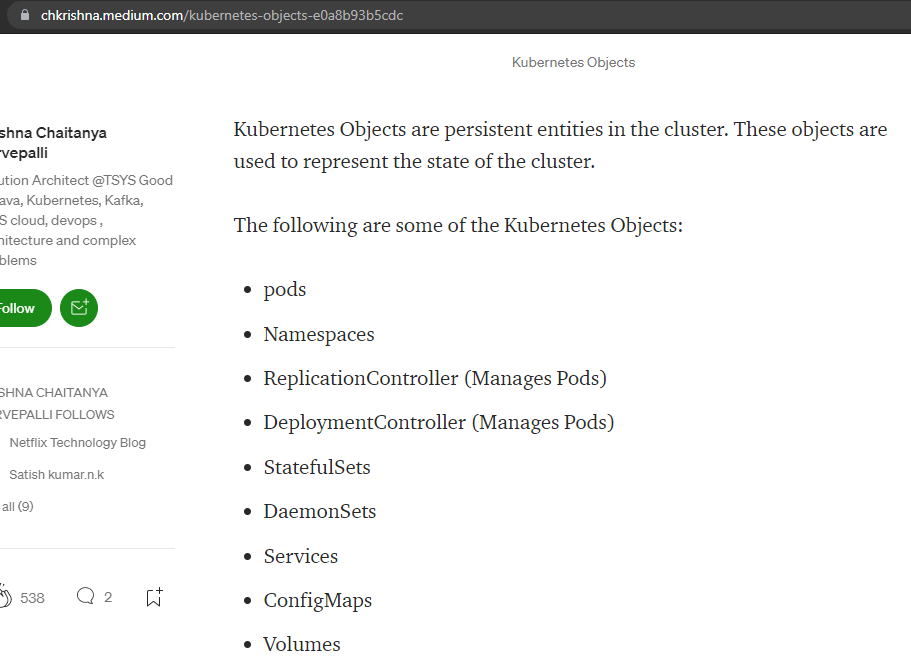 chkrishna.medium.com/kubernetes-objects-e0a8b93b5cdc
Kubernetes Objects
shna Chaitanya
rvepalli
ution Architect @TSYS Good
ava, Kubernetes, Kafka,
S cloud, devops ,
hitecture and complex
blems
Follow
SHNA CHAITANYA
RVEPALLI FOLLOWS
Netflix Technology Blog
Satish kumar.n.k
all (9)
538
2
Kubernetes Objects are persistent entities in the cluster. These objects are
used to represent the state of the cluster.
The following are some of the Kubernetes Objects:
• pods
• Namespaces
• ReplicationController (Manages Pods)
• DeploymentController (Manages Pods)
• StatefulSets
• DaemonSets
• Services
• ConfigMaps
• Volumes